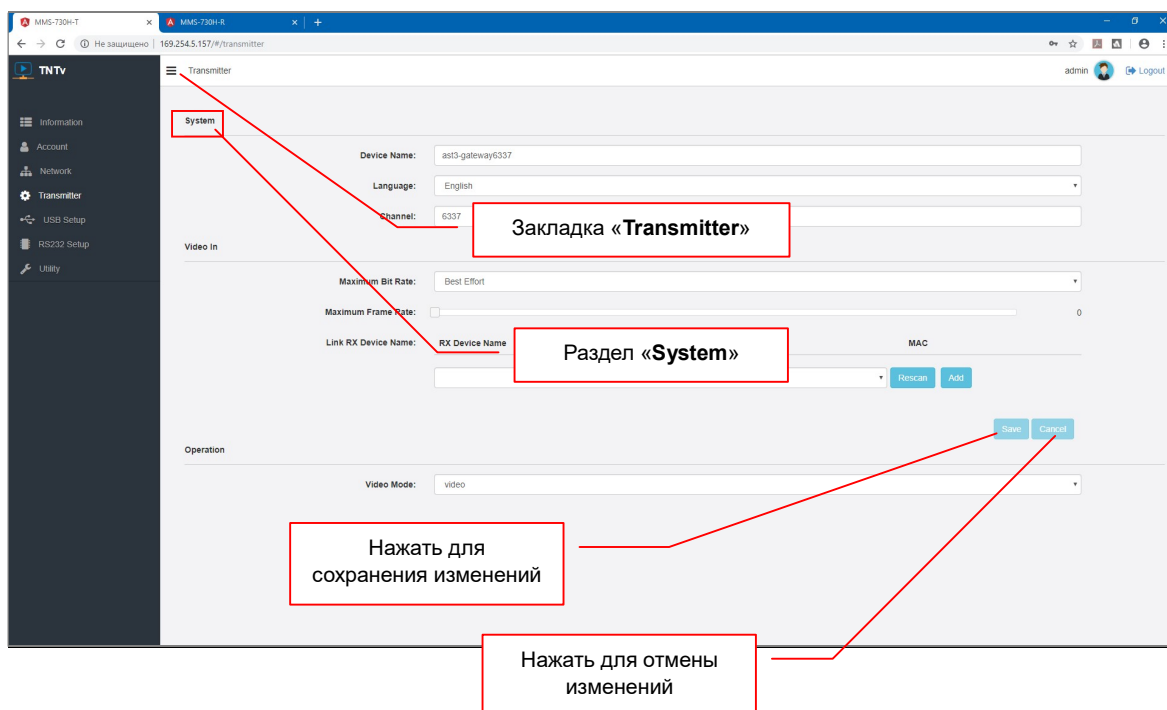 MMS-730H-T
MMS-730H-R
Не защищено
169.254.5.157/#/transmitter
TNTv
Transmitter
admin
Logout
Information
Account
Network
Transmitter
USB Setup
RS232 Setup
Utility
System
Device Name:
ast3-gateway6337
Language:
English
Channel:
6337
Закладка «Transmitter»
Video In
Maximum Bit Rate:
Best Effort
Maximum Frame Rate:
0
Link RX Device Name:
RX Device Name
MAC
Раздел «System»
Rescan
Add
Save
Cancel
Operation
Video Mode:
video
Нажать для
сохранения изменений
Нажать для отмены
изменений